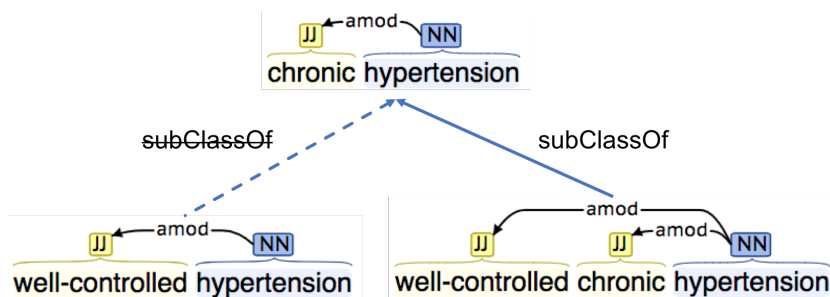 amod
JJ NN
chronic hypertension
subClassOf subClassOf
amod
JJ NN
well-controlled hypertension
amod
JJ JJ amod NN
well-controlled chronic hypertension